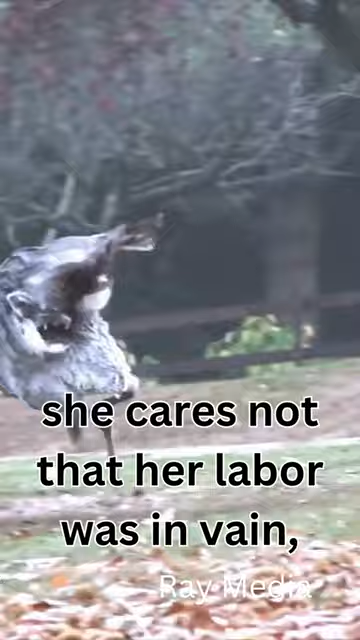 she cares not
that her labor
was in vain,
Ray Media